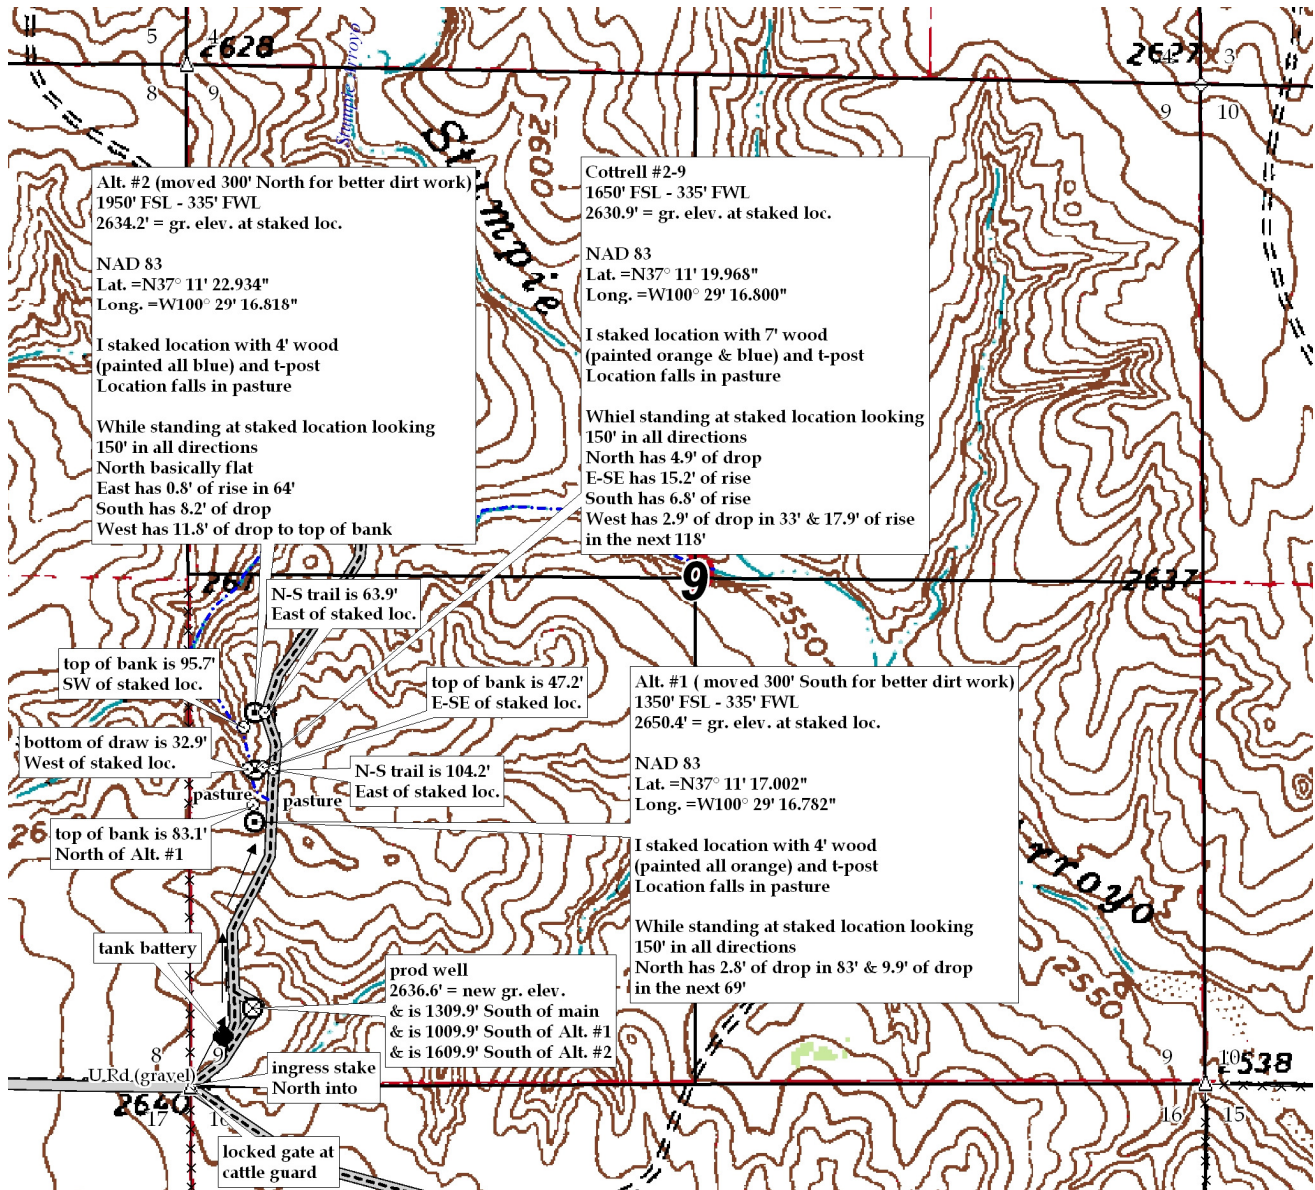 5
4
2628
Stumpie Arroyo
2627
4
3
8
9
9
10
Stumpie
2600
Alt. #2 (moved 300' North for better dirt work)
1950' FSL - 335' FWL
2634.2' = gr. elev. at staked loc.
NAD 83
Lat. =N37° 11' 22.934"
Long. =W100° 29' 16.818"
I staked location with 4' wood
(painted all blue) and t-post
Location falls in pasture
While standing at staked location looking
150' in all directions
North basically flat
East has 0.8' of rise in 64'
South has 8.2' of drop
West has 11.8' of drop to top of bank
Cottrell #2-9
1650' FSL - 335' FWL
2630.9' = gr. elev. at staked loc.
NAD 83
Lat. =N37° 11' 19.968"
Long. =W100° 29' 16.800"
I staked location with 7' wood
(painted orange & blue) and t-post
Location falls in pasture
Whiel standing at staked location looking
150' in all directions
North has 4.9' of drop
E-SE has 15.2' of rise
South has 6.8' of rise
West has 2.9' of drop in 33' & 17.9' of rise
in the next 118'
9
2637
2550
N-S trail is 63.9'
East of staked loc.
top of bank is 95.7'
SW of staked loc.
top of bank is 47.2'
E-SE of staked loc.
bottom of draw is 32.9'
West of staked loc.
N-S trail is 104.2'
East of staked loc.
pasture
pasture
top of bank is 83.1'
North of Alt. #1
Alt. #1 ( moved 300' South for better dirt work)
1350' FSL - 335' FWL
2650.4' = gr. elev. at staked loc.
NAD 83
Lat. =N37° 11' 17.002"
Long. =W100° 29' 16.782"
I staked location with 4' wood
(painted all orange) and t-post
Location falls in pasture
While standing at staked location looking
150' in all directions
North has 2.8' of drop in 83' & 9.9' of drop
in the next 69'
rroyo
2550
tank battery
prod well
2636.6' = new gr. elev.
& is 1309.9' South of main
& is 1009.9' South of Alt. #1
& is 1609.9' South of Alt. #2
8
9
9
10
2538
U Rd (gravel)
ingress stake
North into
2640
17
16
16
15
locked gate at
cattle guard